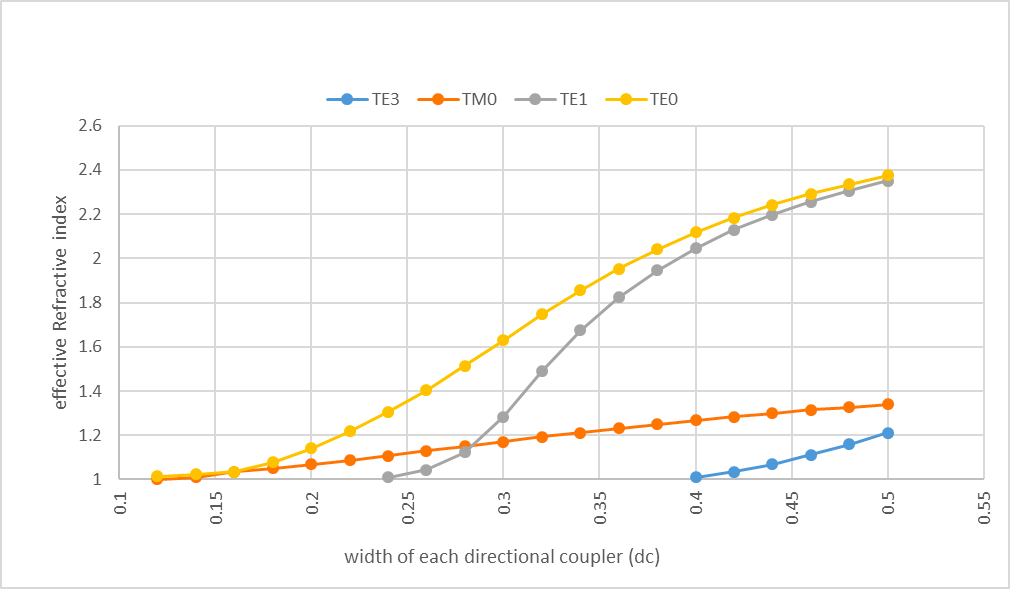 TE3 TM0 TE1 TE0
effective Refractive index
2.6
2.4
2.2
2
1.8
1.6
1.4
1.2
1
0.1 0.15 0.2 0.25 0.3 0.35 0.4 0.45 0.5 0.55
width of each directional coupler (dc)